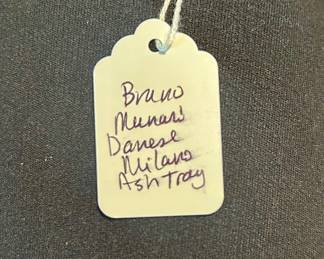 Bruno
Munari
Danese
Milano
Ash Tray